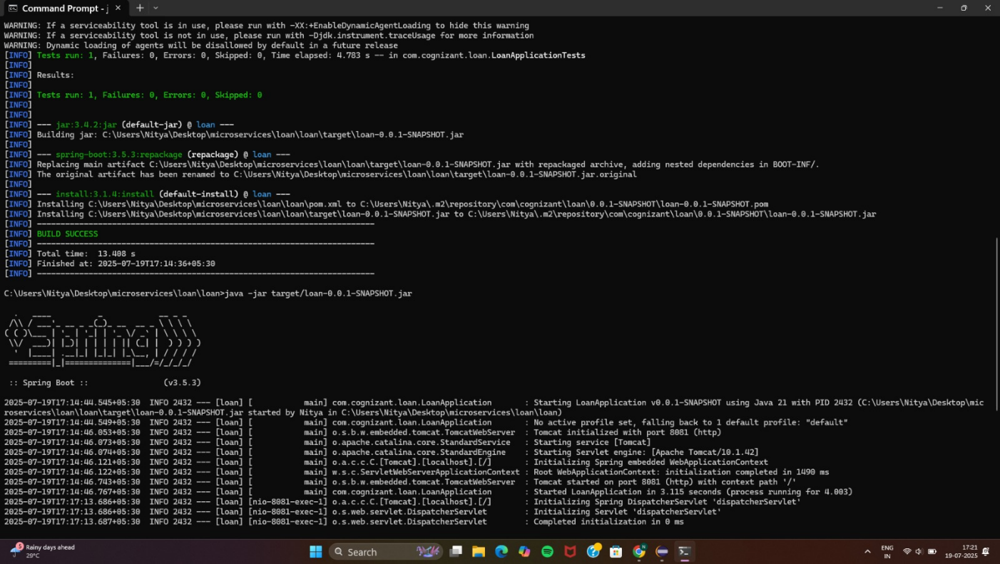 Command Prompt - j
WARNING: If a serviceability tool is in use, please run with -XX:+EnableDynamicAgentLoading to hide this warning
WARNING: If a serviceability tool is not in use, please run with -Djdk.instrument.traceUsage for more information
WARNING: Dynamic loading of agents will be disallowed by default in a future release
[INFO] Tests run: 1, Failures: 0, Errors: 0, Skipped: 0, Time elapsed: 4.783 s -- in com.cognizant.loan.LoanApplicationTests
[INFO]
[INFO] Results:
[INFO]
[INFO] Tests run: 1, Failures: 0, Errors: 0, Skipped: 0
[INFO]
[INFO]
[INFO] --- jar:3.4.2:jar (default-jar) @ loan ---
[INFO] Building jar: C:\Users\Nitya\Desktop\microservices\loan\loan\target\loan-0.0.1-SNAPSHOT.jar
[INFO]
[INFO] --- spring-boot:3.5.3:repackage (repackage) @ loan ---
[INFO] Replacing main artifact C:\Users\Nitya\Desktop\microservices\loan\loan\target\loan-0.0.1-SNAPSHOT.jar with repackaged archive, adding nested dependencies in BOOT-INF/.
[INFO] The original artifact has been renamed to C:\Users\Nitya\Desktop\microservices\loan\loan\target\loan-0.0.1-SNAPSHOT.jar.original
[INFO]
[INFO] --- install:3.1.4:install (default-install) @ loan ---
[INFO] Installing C:\Users\Nitya\Desktop\microservices\loan\loan\pom.xml to C:\Users\Nitya\.m2\repository\com\cognizant\loan\0.0.1-SNAPSHOT\loan-0.0.1-SNAPSHOT.pom
[INFO] Installing C:\Users\Nitya\Desktop\microservices\loan\loan\target\loan-0.0.1-SNAPSHOT.jar to C:\Users\Nitya\.m2\repository\com\cognizant\loan\0.0.1-SNAPSHOT\loan-0.0.1-SNAPSHOT.jar
[INFO] ------------------------------------------------------------------------
[INFO] BUILD SUCCESS
[INFO] ------------------------------------------------------------------------
[INFO] Total time:  13.408 s
[INFO] Finished at: 2025-07-19T17:14:36+05:30
[INFO] ------------------------------------------------------------------------
C:\Users\Nitya\Desktop\microservices\loan\loan>java -jar target/loan-0.0.1-SNAPSHOT.jar
Spring
:: Spring Boot ::                (v3.5.3)
2025-07-19T17:14:44.545+05:30  INFO 2432 --- [loan] [           main] com.cognizant.loan.LoanApplication       : Starting LoanApplication v0.0.1-SNAPSHOT using Java 21 with PID 2432 (C:\Users\Nitya\Desktop\mic
roservices\loan\loan\target\loan-0.0.1-SNAPSHOT.jar started by Nitya in C:\Users\Nitya\Desktop\microservices\loan\loan)
2025-07-19T17:14:44.549+05:30  INFO 2432 --- [loan] [           main] com.cognizant.loan.LoanApplication       : No active profile set, falling back to 1 default profile: "default"
2025-07-19T17:14:46.053+05:30  INFO 2432 --- [loan] [           main] o.s.b.w.embedded.tomcat.TomcatWebServer  : Tomcat initialized with port 8081 (http)
2025-07-19T17:14:46.073+05:30  INFO 2432 --- [loan] [           main] o.apache.catalina.core.StandardService   : Starting service [Tomcat]
2025-07-19T17:14:46.074+05:30  INFO 2432 --- [loan] [           main] o.apache.catalina.core.StandardEngine    : Starting Servlet engine: [Apache Tomcat/10.1.42]
2025-07-19T17:14:46.121+05:30  INFO 2432 --- [loan] [           main] o.a.c.c.C.[Tomcat].[localhost].[/]       : Initializing Spring embedded WebApplicationContext
2025-07-19T17:14:46.122+05:30  INFO 2432 --- [loan] [           main] w.s.c.ServletWebServerApplicationContext : Root WebApplicationContext: initialization completed in 1490 ms
2025-07-19T17:14:46.743+05:30  INFO 2432 --- [loan] [           main] o.s.b.w.embedded.tomcat.TomcatWebServer  : Tomcat started on port 8081 (http) with context path '/'
2025-07-19T17:14:46.767+05:30  INFO 2432 --- [loan] [           main] com.cognizant.loan.LoanApplication       : Started LoanApplication in 3.115 seconds (process running for 4.003)
2025-07-19T17:17:13.686+05:30  INFO 2432 --- [loan] [nio-8081-exec-1] o.a.c.c.C.[Tomcat].[localhost].[/]       : Initializing Spring DispatcherServlet 'dispatcherServlet'
2025-07-19T17:17:13.686+05:30  INFO 2432 --- [loan] [nio-8081-exec-1] o.s.web.servlet.DispatcherServlet        : Initializing Servlet 'dispatcherServlet'
2025-07-19T17:17:13.687+05:30  INFO 2432 --- [loan] [nio-8081-exec-1] o.s.web.servlet.DispatcherServlet        : Completed initialization in 0 ms
5
Rainy days ahead
29°C
Search
ENG
IN
17:21
19-07-2025